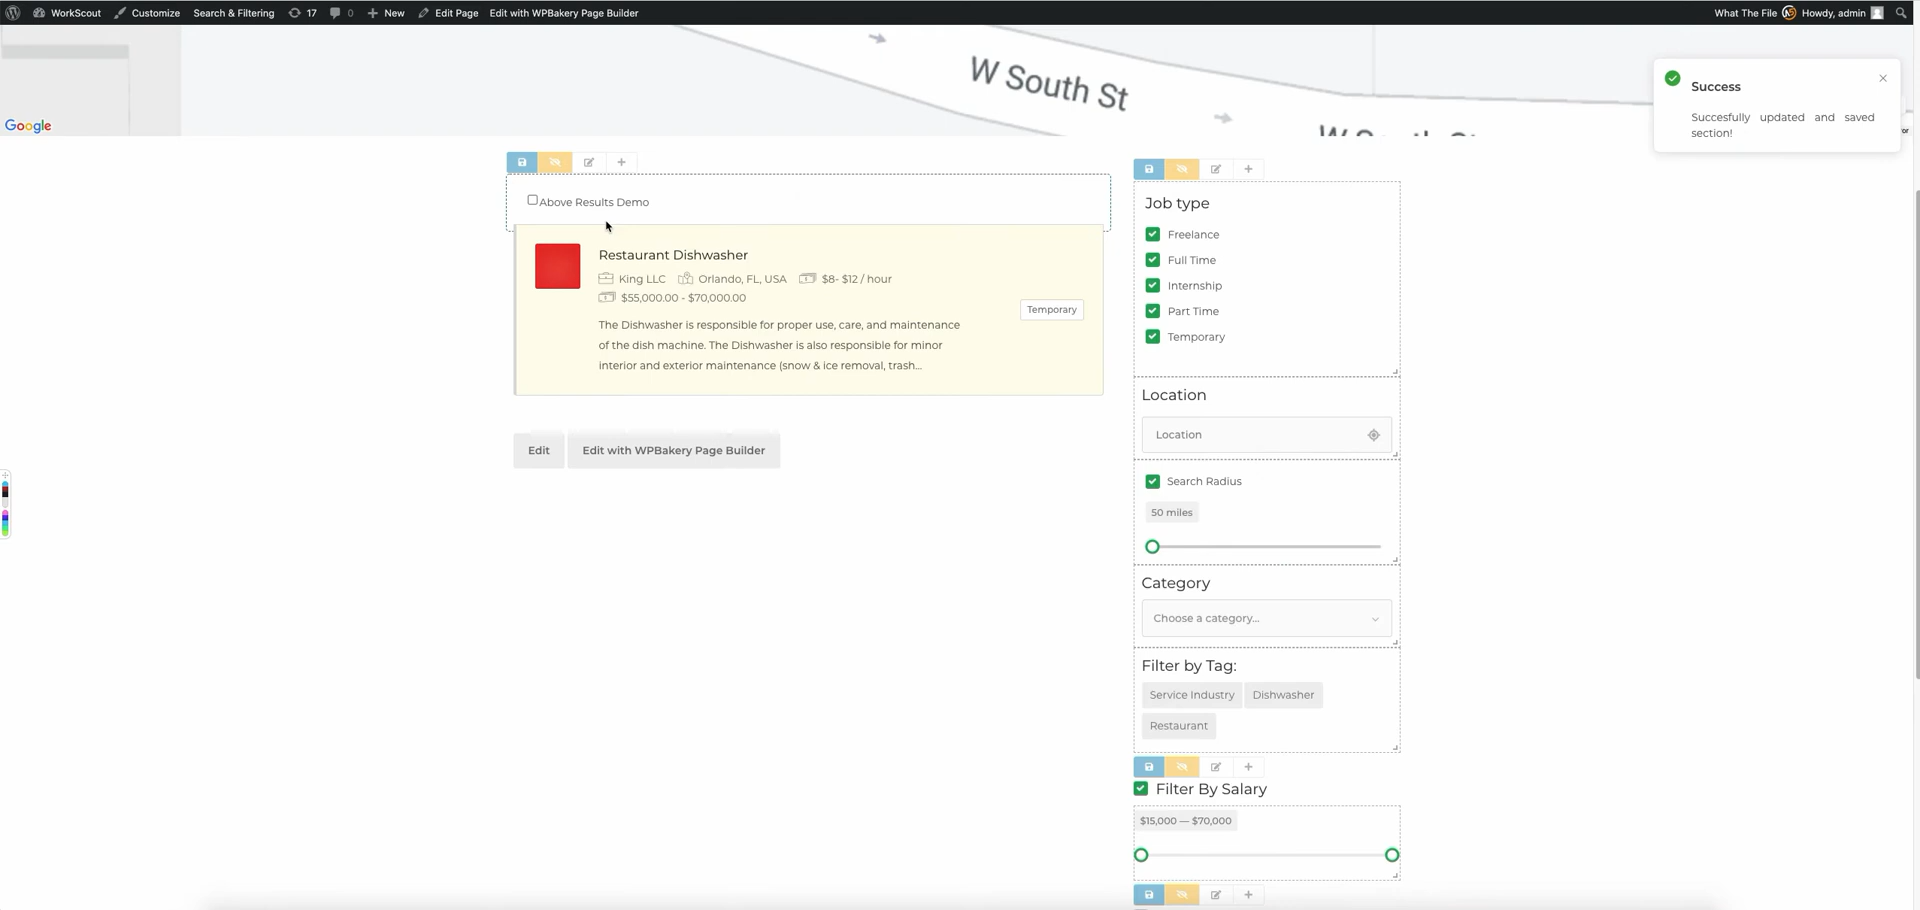 WorkScout Customize Search & Filtering 17 0 New Edit Page Edit with WPBakery Page Builder What The File Howdy, admin
W South St
Google
Success
Succesfully updated and saved
section!
Above Results Demo
Restaurant Dishwasher
King LLC Orlando, FL, USA $8- $12 / hour
$55,000.00 - $70,000.00
Temporary
The Dishwasher is responsible for proper use, care, and maintenance
of the dish machine. The Dishwasher is also responsible for minor
interior and exterior maintenance (snow & ice removal, trash...
Edit Edit with WPBakery Page Builder
Job type
Freelance
Full Time
Internship
Part Time
Temporary
Location
Location
Search Radius
50 miles
Category
Choose a category...
Filter by Tag:
Service Industry Dishwasher
Restaurant
Filter By Salary
$15,000 — $70,000